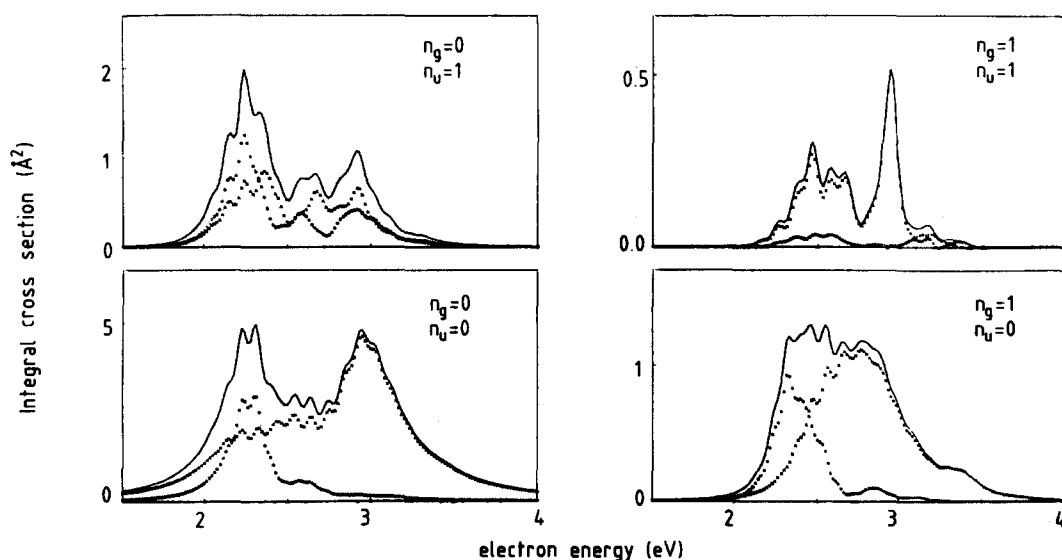 n_g=0
n_u=1
2
1
0
n_g=1
n_u=1
0.5
0.0
n_g=0
n_u=0
5
0
2
3
4
n_g=1
n_u=0
1
0
2
3
4
Integral cross section (Å²)
electron energy (eV)